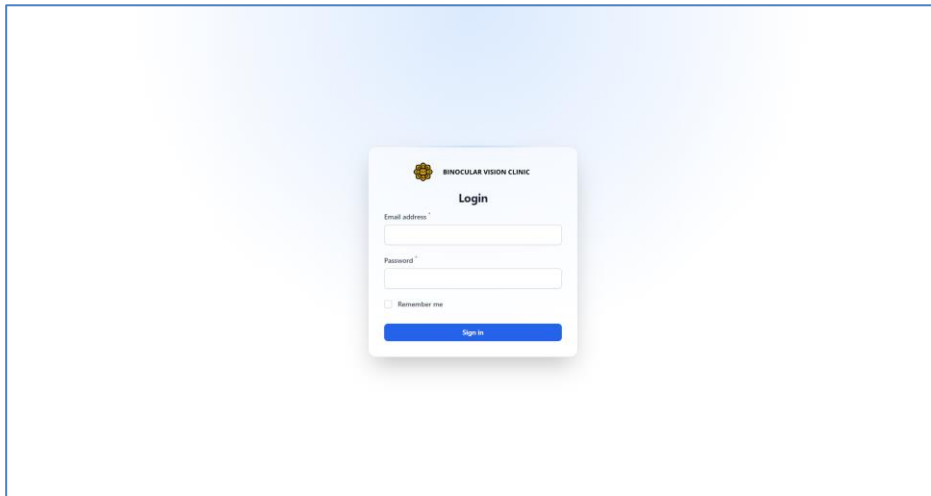 BINOCULAR VISION CLINIC
Login
Email address *
Password *
Remember me
Sign in